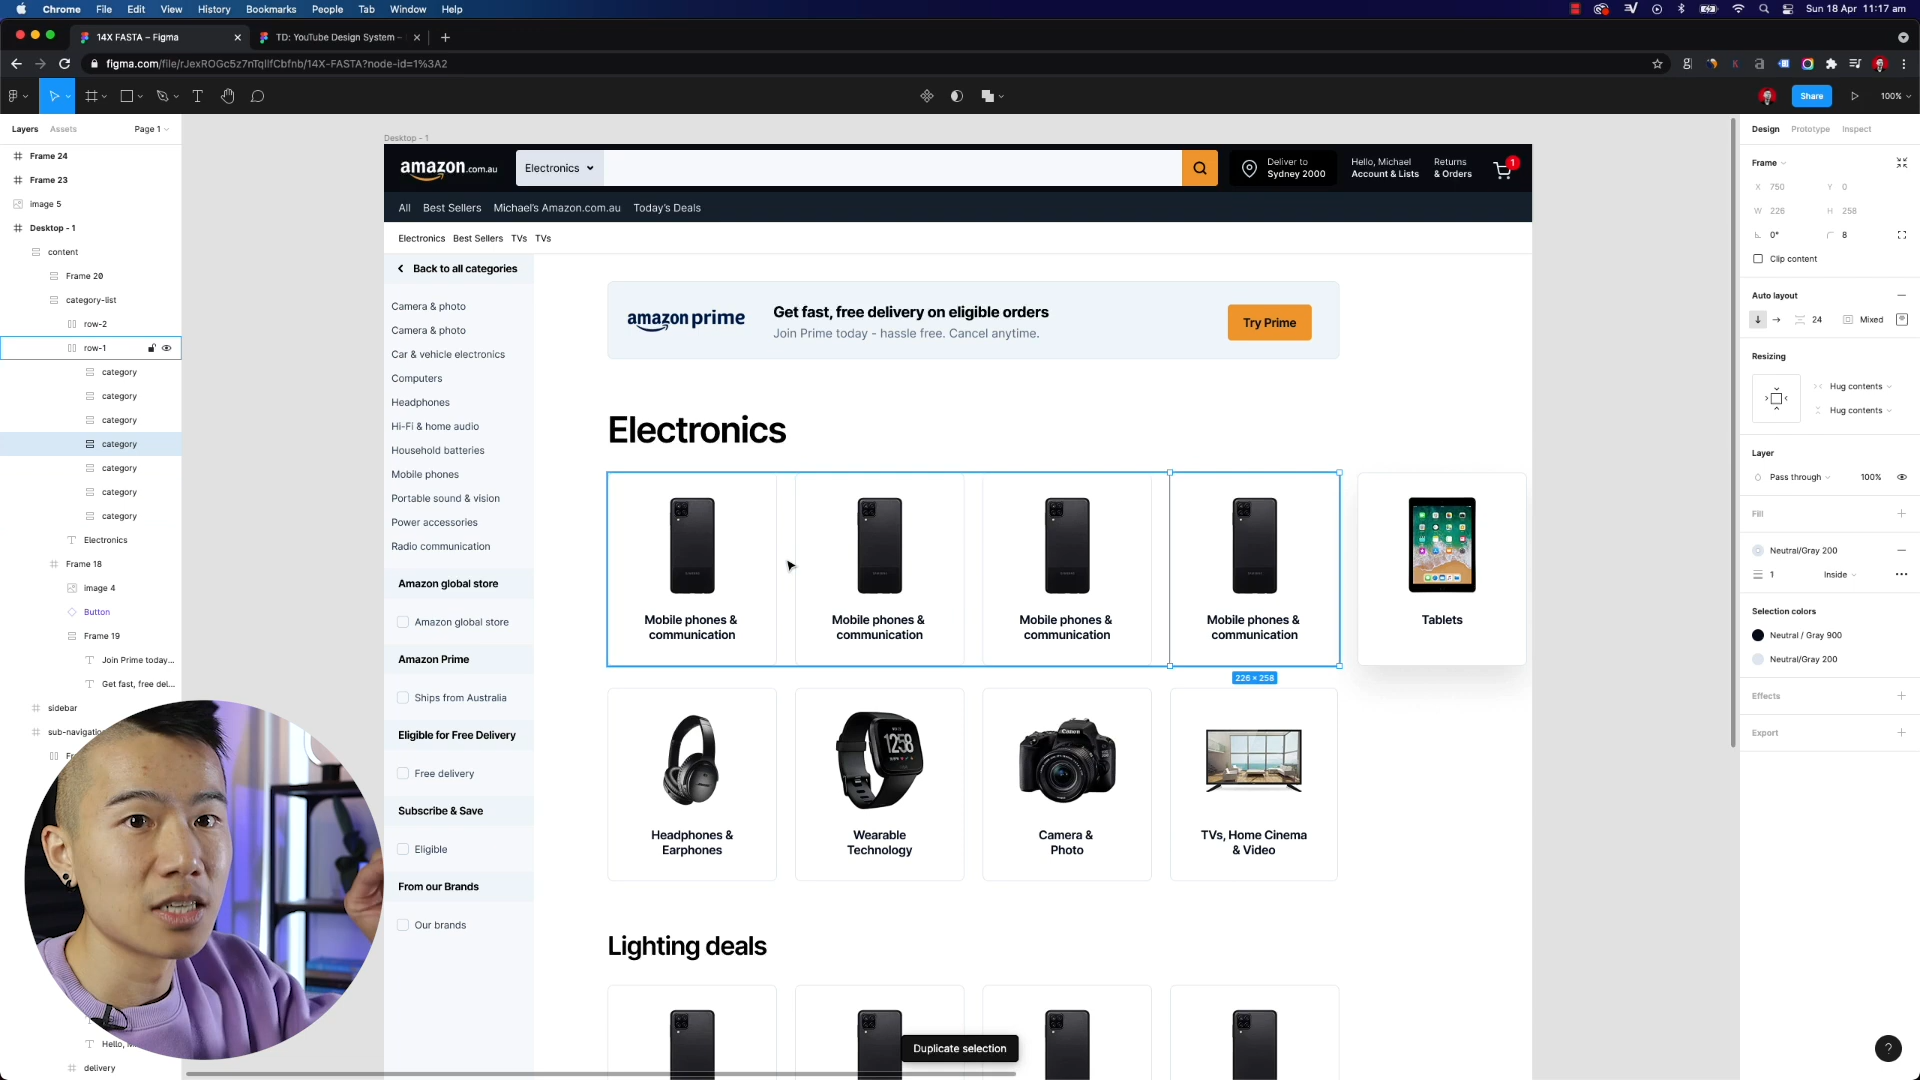 Chrome File Edit View History Bookmarks People Tab Window Help
Sun 18 Apr 11:17 am
14X FASTA – Figma
TD: YouTube Design System –
figma.com/file/rJexROGc5z7nTqIlfCbfnb/14X-FASTA?node-id=1%3A2
Share
100%
Layers Assets Page 1
Frame 24
Frame 23
image 5
Desktop - 1
content
Frame 20
category-list
row-2
row-1
category
category
category
category
category
category
category
Electronics
Frame 18
image 4
Button
Frame 19
Join Prime today...
Get fast, free del...
sidebar
sub-navigation
delivery
Desktop - 1
amazon.com.au
Electronics
Deliver to
Sydney 2000
Hello, Michael
Account & Lists
Returns
& Orders
1
All Best Sellers Michael's Amazon.com.au Today's Deals
Electronics Best Sellers TVs TVs
Back to all categories
Camera & photo
Camera & photo
Car & vehicle electronics
Computers
Headphones
Hi-Fi & home audio
Household batteries
Mobile phones
Portable sound & vision
Power accessories
Radio communication
Amazon global store
Amazon global store
Amazon Prime
Ships from Australia
Eligible for Free Delivery
Free delivery
Subscribe & Save
Eligible
From our Brands
Our brands
amazon prime
Get fast, free delivery on eligible orders
Join Prime today - hassle free. Cancel anytime.
Try Prime
Electronics
Mobile phones &
communication
Mobile phones &
communication
Mobile phones &
communication
Mobile phones &
communication
Tablets
226 × 258
Headphones &
Earphones
Wearable
Technology
Camera &
Photo
TVs, Home Cinema
& Video
Lighting deals
Duplicate selection
Design Prototype Inspect
Frame
X 750 Y 0
W 226 H 258
0° 8
Clip content
Auto layout
24 Mixed
Resizing
Hug contents
Hug contents
Layer
Pass through 100%
Fill
Neutral/Gray 200
1 Inside
Selection colors
Neutral / Gray 900
Neutral/Gray 200
Effects
Export
?